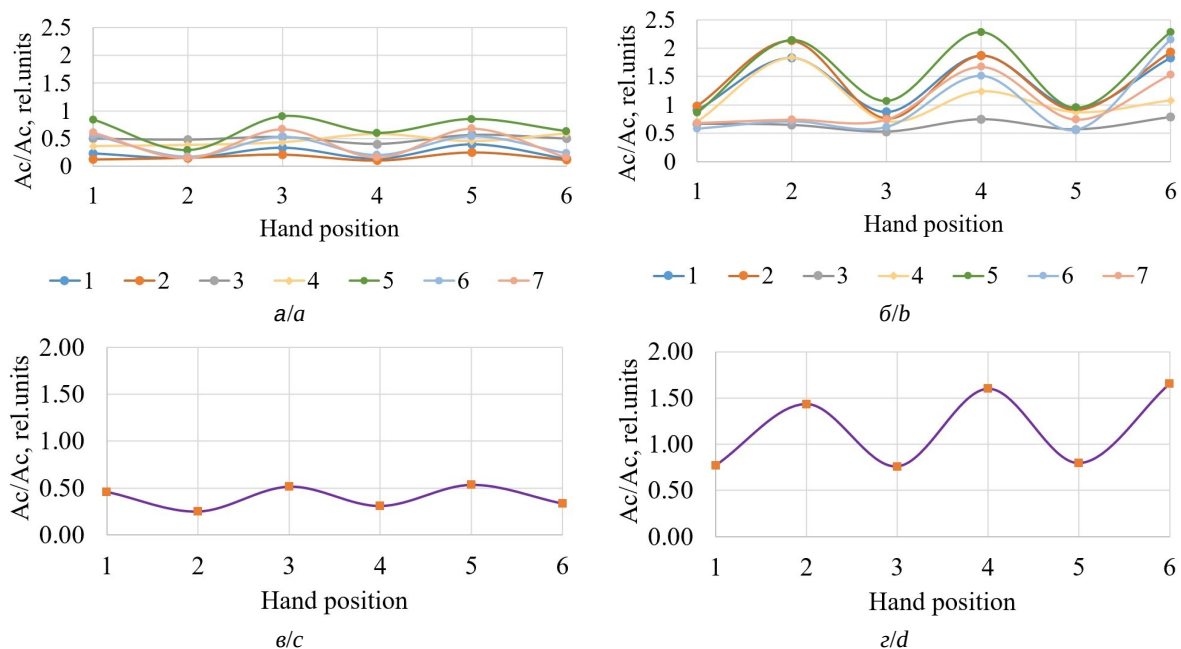 Ac/Ac, rel.units
2.5
2
1.5
1
0.5
0
1 2 3 4 5 6
Hand position
1 2 3 4 5 6 7
а/a
Ac/Ac, rel.units
2.5
2
1.5
1
0.5
0
1 2 3 4 5 6
Hand position
1 2 3 4 5 6 7
б/b
Ac/Ac, rel.units
2.00
1.50
1.00
0.50
0.00
1 2 3 4 5 6
Hand position
в/c
Ac/Ac, rel.units
2.00
1.50
1.00
0.50
0.00
1 2 3 4 5 6
Hand position
г/d